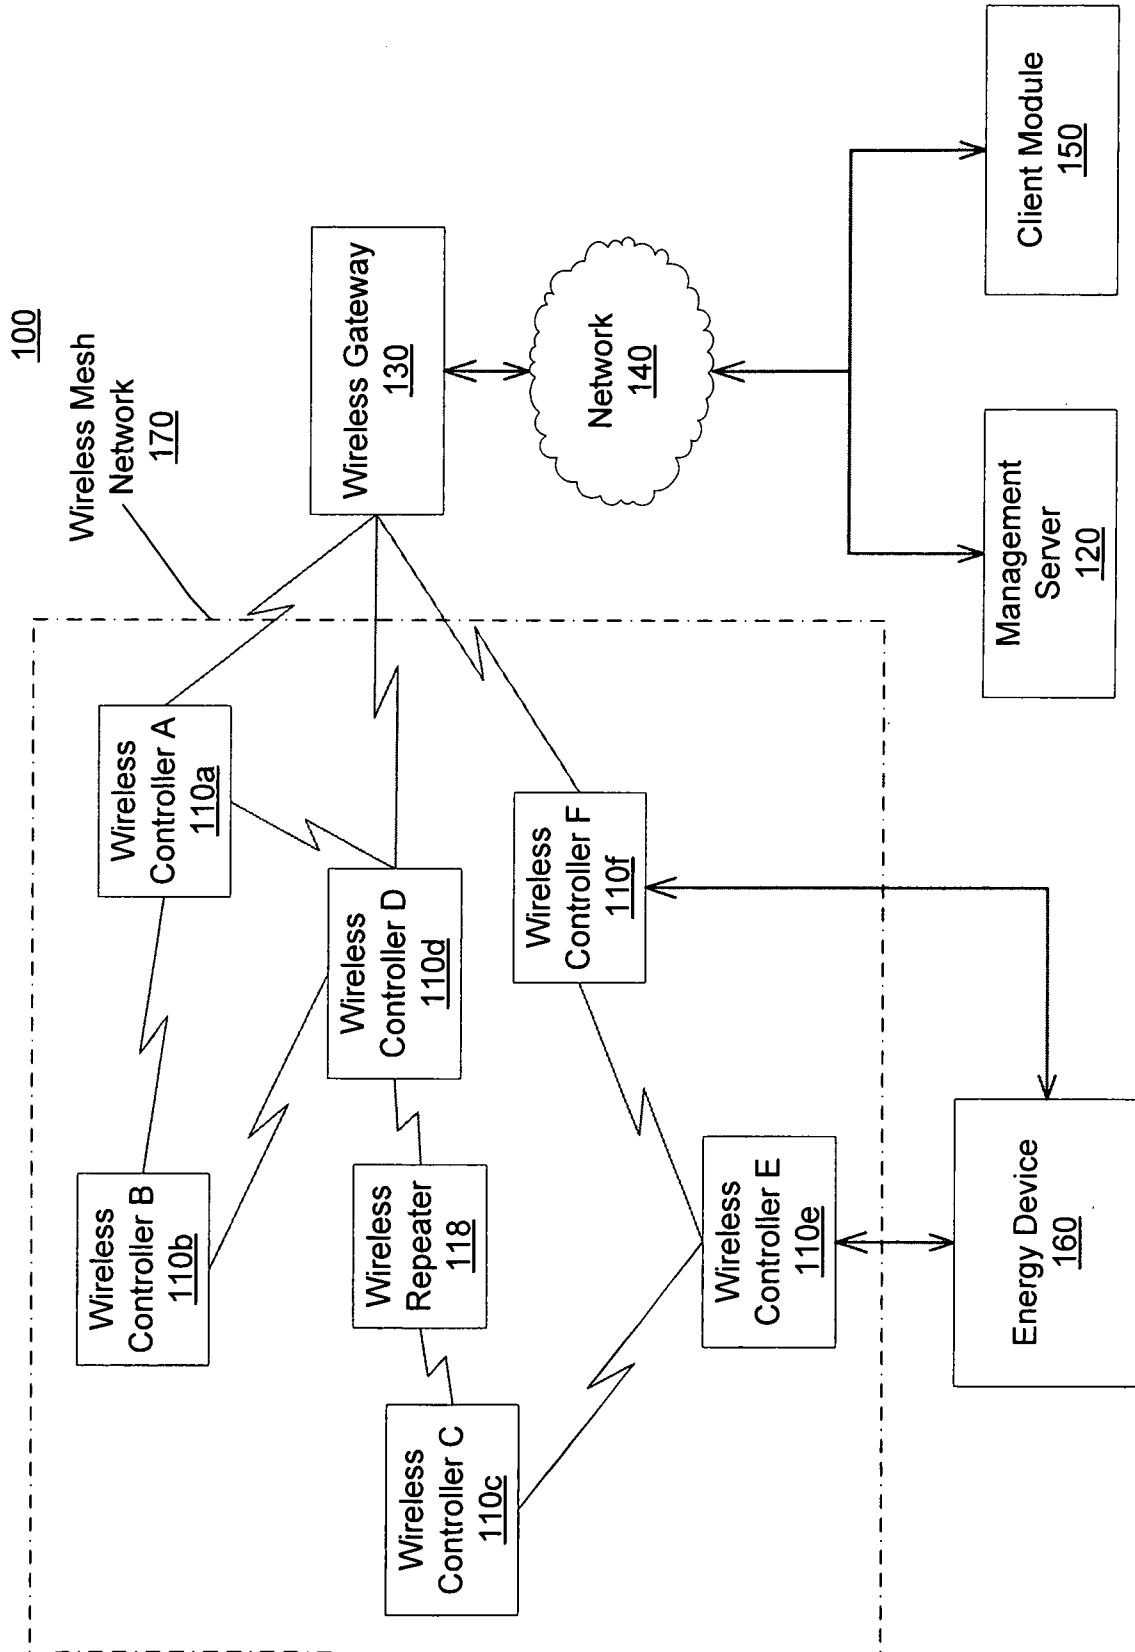 100
Wireless Mesh
Network
170
Wireless
Controller B
110b
Wireless
Controller A
110a
Wireless Gateway
130
Wireless
Controller C
110c
Wireless
Repeater
118
Wireless
Controller D
110d
Wireless
Controller F
110f
Network
140
Wireless
Controller E
110e
Energy Device
160
Management
Server
120
Client Module
150